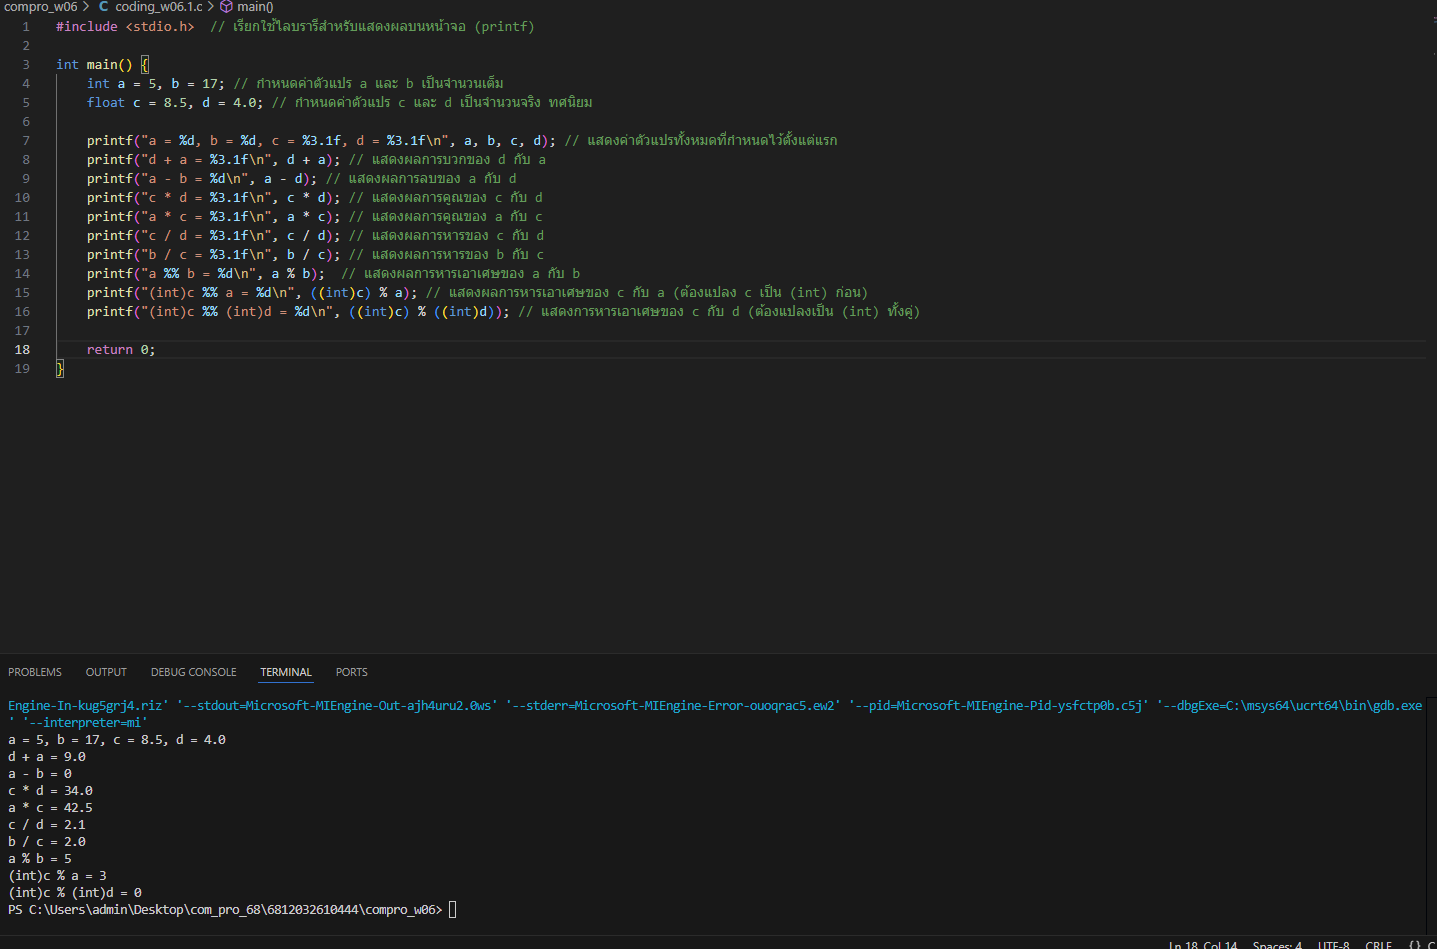 compro_w06 > C coding_w06.1.c > main()
1 #include <stdio.h>  // เรียกใช้ไลบรารีสำหรับแสดงผลบนหน้าจอ (printf)
2
3 int main() {
4     int a = 5, b = 17; // กำหนดค่าตัวแปร a และ b เป็นจำนวนเต็ม
5     float c = 8.5, d = 4.0; // กำหนดค่าตัวแปร c และ d เป็นจำนวนจริง ทศนิยม
6
7     printf("a = %d, b = %d, c = %3.1f, d = %3.1f\n", a, b, c, d); // แสดงค่าตัวแปรทั้งหมดที่กำหนดไว้ตั้งแต่แรก
8     printf("d + a = %3.1f\n", d + a); // แสดงผลการบวกของ d กับ a
9     printf("a - b = %d\n", a - d); // แสดงผลการลบของ a กับ d
10     printf("c * d = %3.1f\n", c * d); // แสดงผลการคูณของ c กับ d
11     printf("a * c = %3.1f\n", a * c); // แสดงผลการคูณของ a กับ c
12     printf("c / d = %3.1f\n", c / d); // แสดงผลการหารของ c กับ d
13     printf("b / c = %3.1f\n", b / c); // แสดงผลการหารของ b กับ c
14     printf("a %% b = %d\n", a % b);  // แสดงผลการหารเอาเศษของ a กับ b
15     printf("(int)c %% a = %d\n", ((int)c) % a); // แสดงผลการหารเอาเศษของ c กับ a (ต้องแปลง c เป็น (int) ก่อน)
16     printf("(int)c %% (int)d = %d\n", ((int)c) % ((int)d)); // แสดงการหารเอาเศษของ c กับ d (ต้องแปลงเป็น (int) ทั้งคู่)
17
18     return 0;
19 }
PROBLEMS OUTPUT DEBUG CONSOLE TERMINAL PORTS
Engine-In-kug5grj4.riz' '--stdout=Microsoft-MIEngine-Out-ajh4uru2.0ws' '--stderr=Microsoft-MIEngine-Error-ouoqrac5.ew2' '--pid=Microsoft-MIEngine-Pid-ysfctp0b.c5j' '--dbgExe=C:\msys64\ucrt64\bin\gdb.exe
' '--interpreter=mi'
a = 5, b = 17, c = 8.5, d = 4.0
d + a = 9.0
a - b = 0
c * d = 34.0
a * c = 42.5
c / d = 2.1
b / c = 2.0
a % b = 5
(int)c % a = 3
(int)c % (int)d = 0
PS C:\Users\admin\Desktop\com_pro_68\6812032610444\compro_w06>
Ln 18, Col 14 Spaces: 4 UTF-8 CRLF {} C